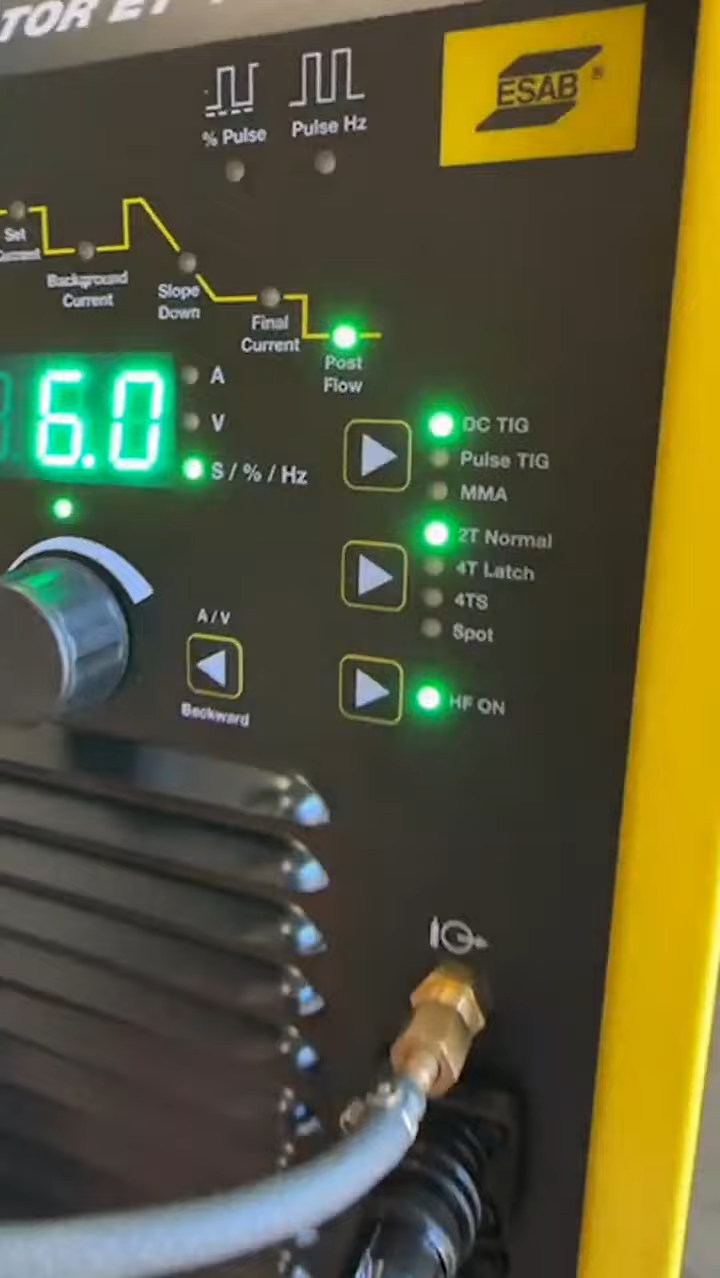 TOR ET
ESAB®
% Pulse
Pulse Hz
Set
Current
Background
Current
Slope
Down
Final
Current
Post
Flow
6.0
A
V
S / % / Hz
DC TIG
Pulse TIG
MMA
2T Normal
4T Latch
4TS
Spot
A / V
Backward
HF ON